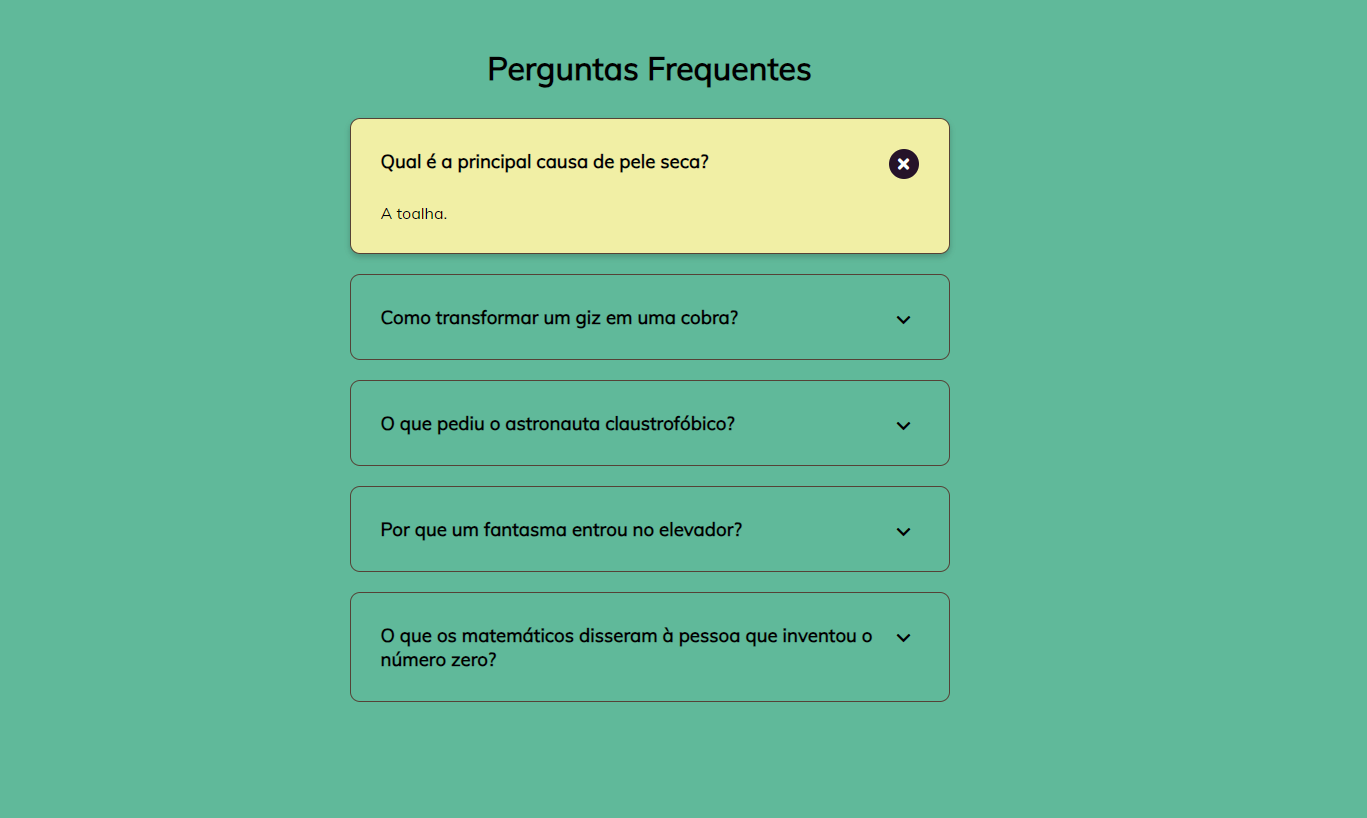 Perguntas Frequentes
Qual é a principal causa de pele seca?
A toalha.
Como transformar um giz em uma cobra?
O que pediu o astronauta claustrofóbico?
Por que um fantasma entrou no elevador?
O que os matemáticos disseram à pessoa que inventou o
número zero?